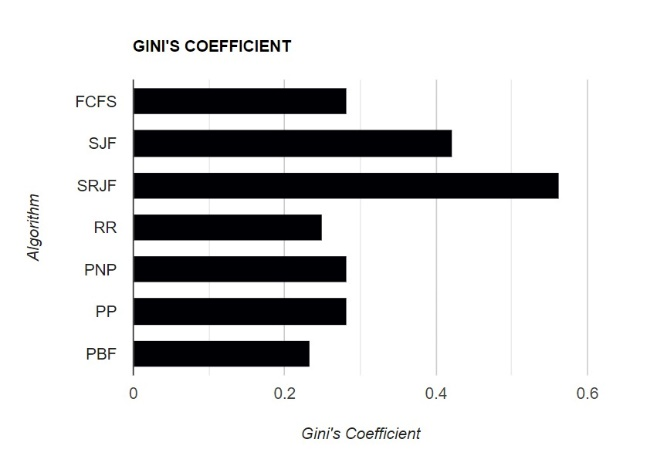 GINI'S COEFFICIENT
FCFS
SJF
SRJF
RR
PNP
PP
PBF
Algorithm
0 0.2 0.4 0.6
Gini's Coefficient